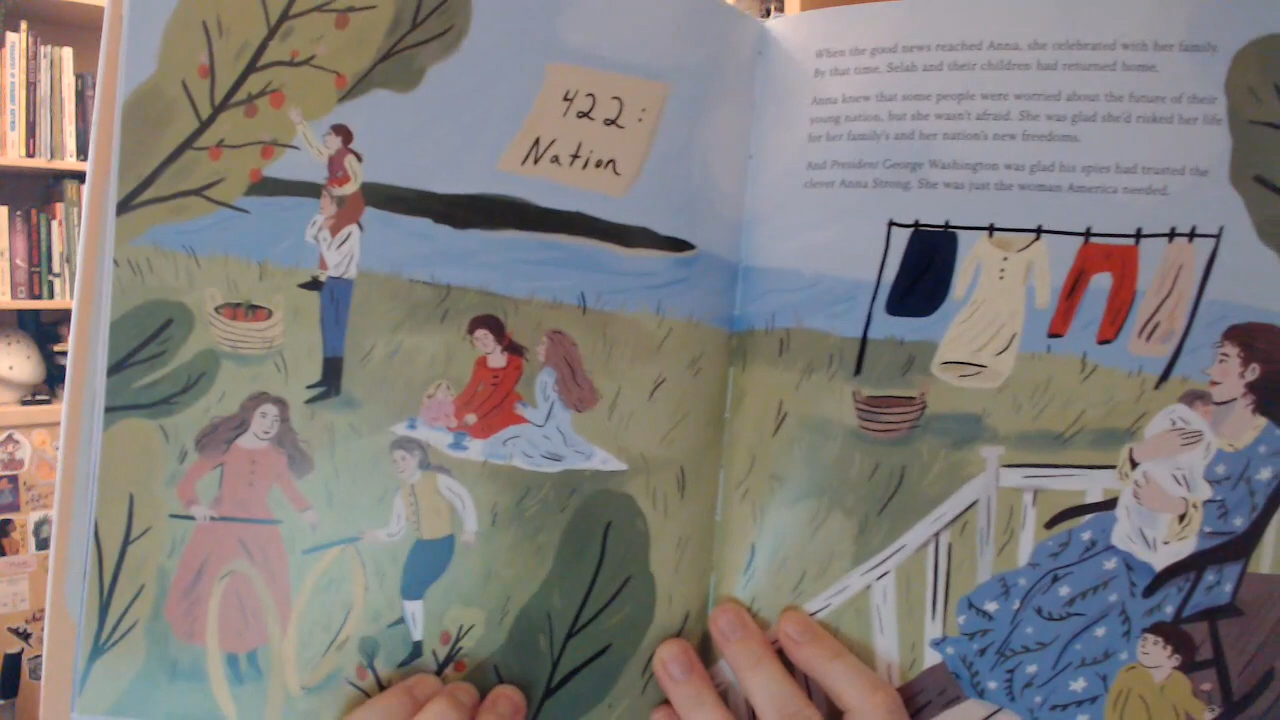 422:
Nation
When the good news reached Anna, she celebrated with her family.
By that time, Selah and their children had returned home.
Anna knew that some people were worried about the future of their
young nation, but she wasn't afraid. She was glad she'd risked her life
for her family's and her nation's new freedoms.
And President George Washington was glad his spies had trusted the
clever Anna Strong. She was just the woman America needed.